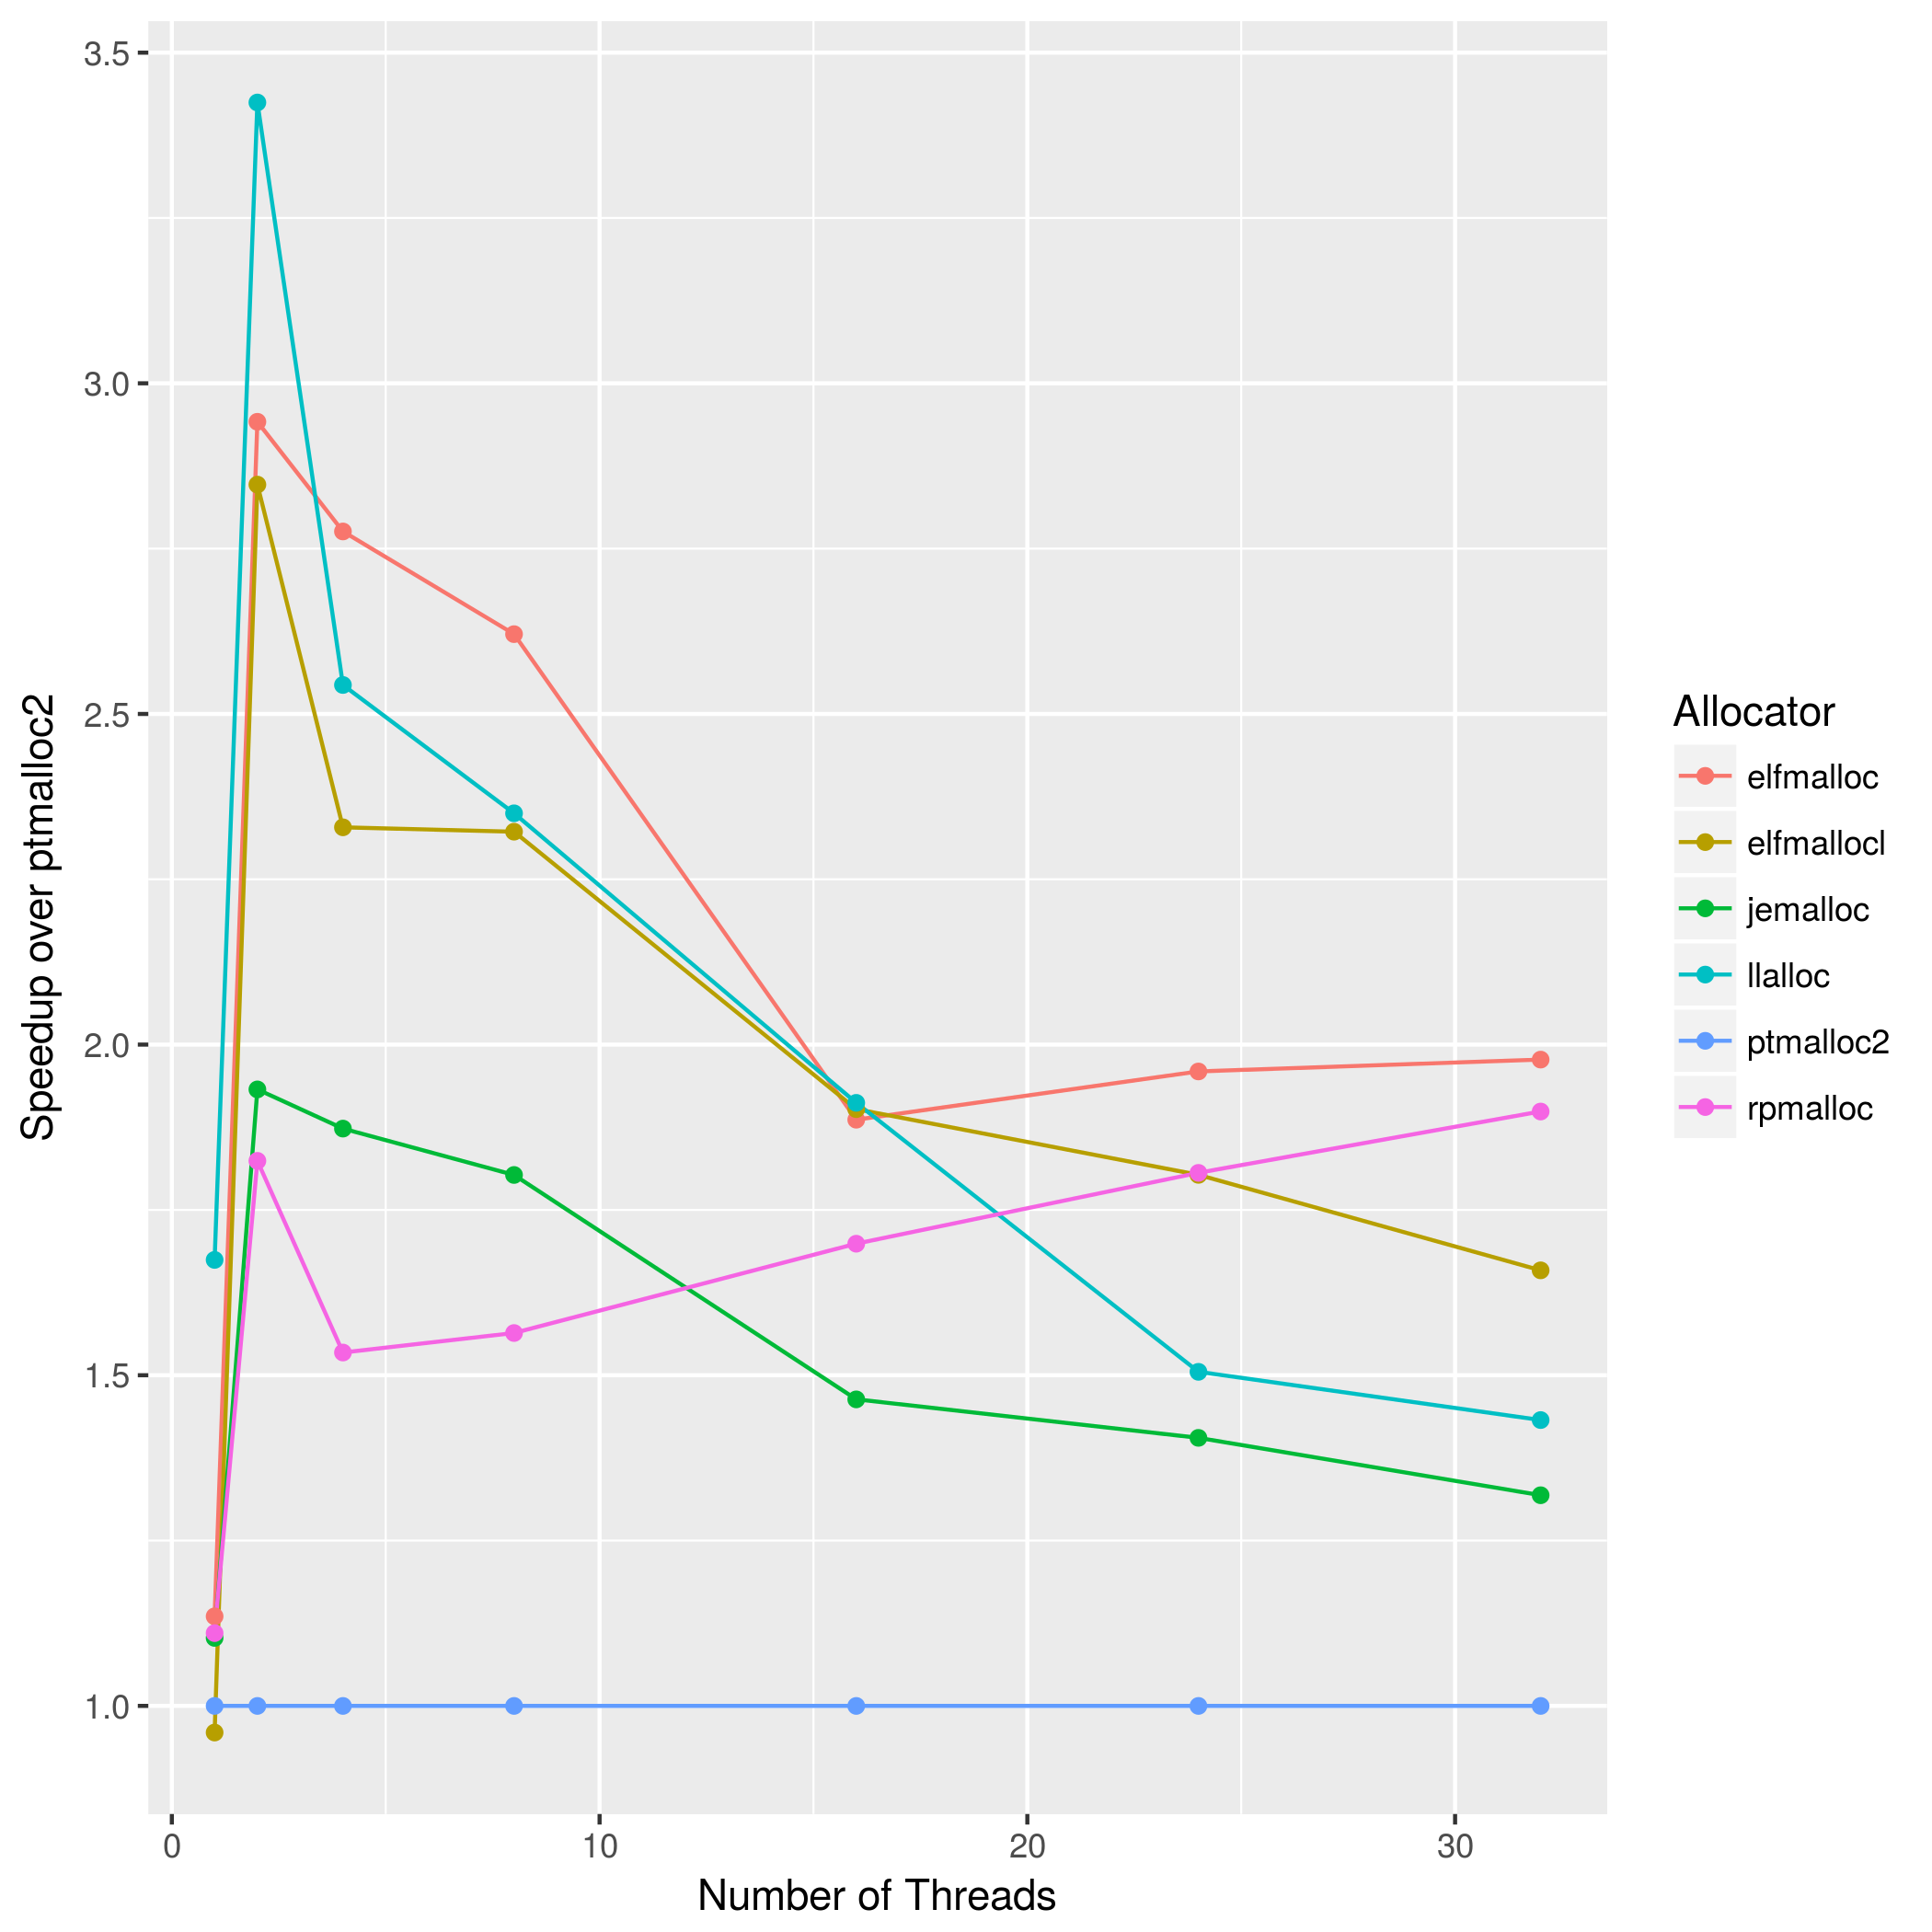 3.5
3.0
2.5
2.0
1.5
1.0
Speedup over ptmalloc2
0 10 20 30
Number of Threads
Allocator
elfmalloc
elfmallocl
jemalloc
llalloc
ptmalloc2
rpmalloc